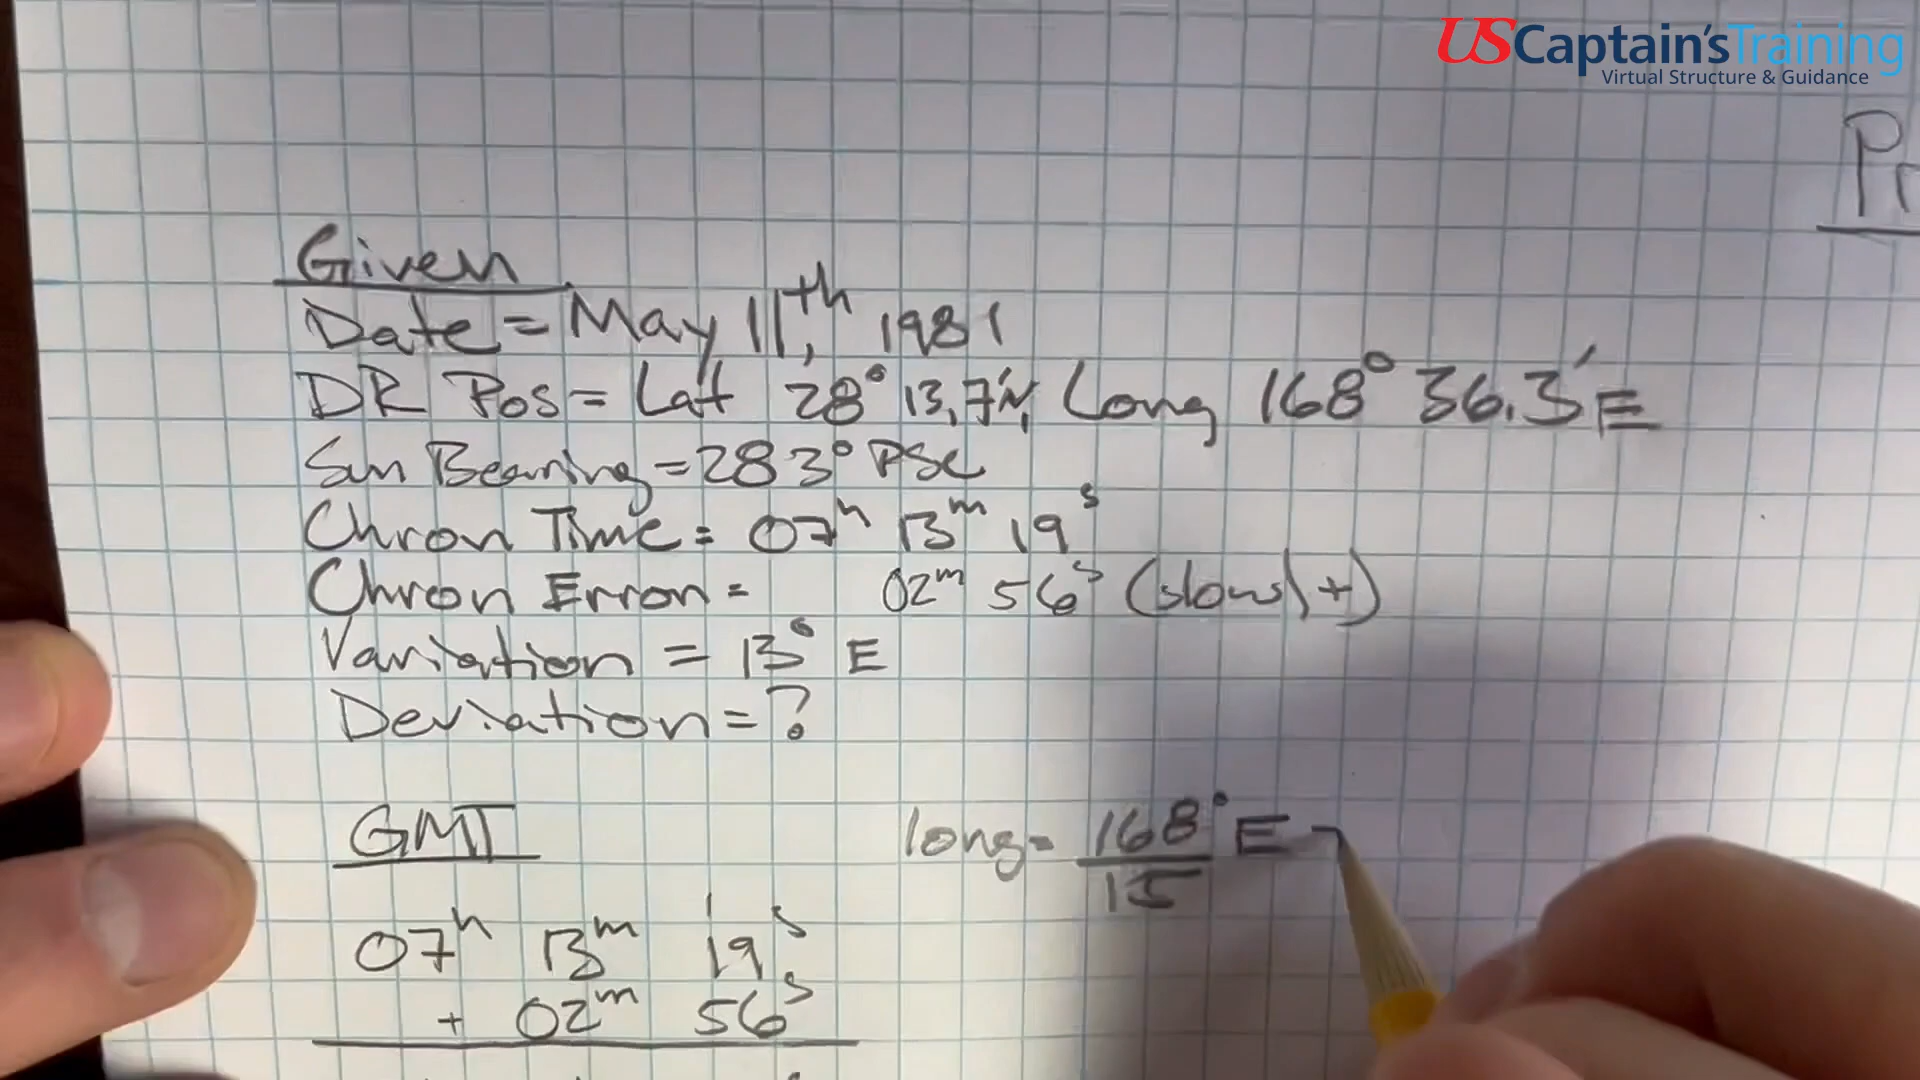 USCaptain'sTraining
Virtual Structure & Guidance
Given
Date = May 11,th 1981
DR Pos = Lat 28° 13.7'N, Long 168° 36.3' E
Sun Bearing = 283° PSC
Chron Time = 07h 13m 19s
Chron Error = 02m 56s (slow +)
Variation = 13° E
Deviation = ?
GMT
long = 168° E
15
07h 13m 19s
+ 02m 56s